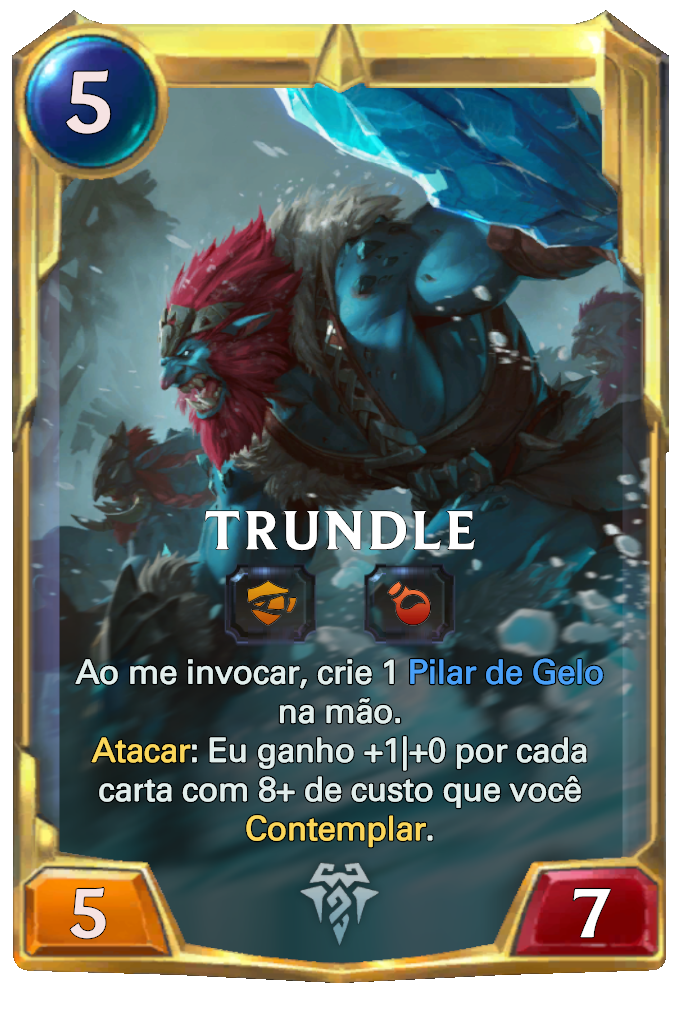 5
TRUNDLE
Ao me invocar, crie 1 Pilar de Gelo
na mão.
Atacar: Eu ganho +1|+0 por cada
carta com 8+ de custo que você
Contemplar.
5
7